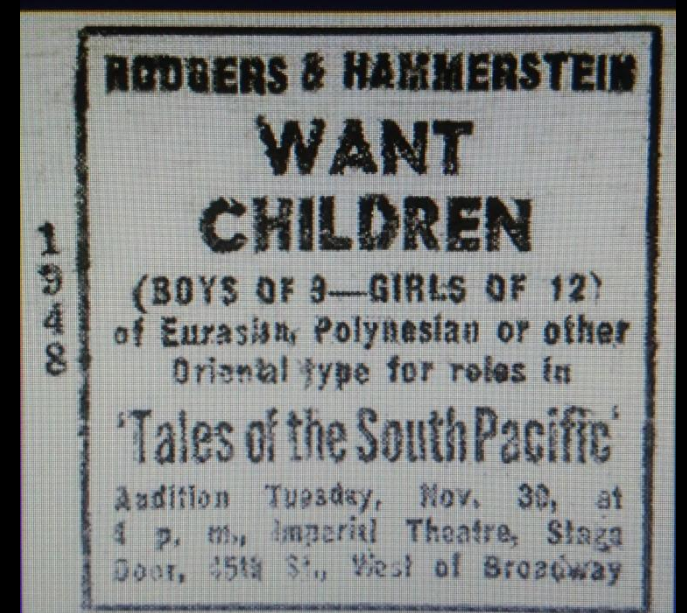 RODGERS & HAMMERSTEIN
WANT
CHILDREN
(BOYS OF 9—GIRLS OF 12)
of Eurasian, Polynesian or other
Oriental type for roles in
'Tales of the South Pacific'
Audition Tuesday, Nov. 30, at
4 p. m., Imperial Theatre, Stage
Door, 45th St., West of Broadway
1948